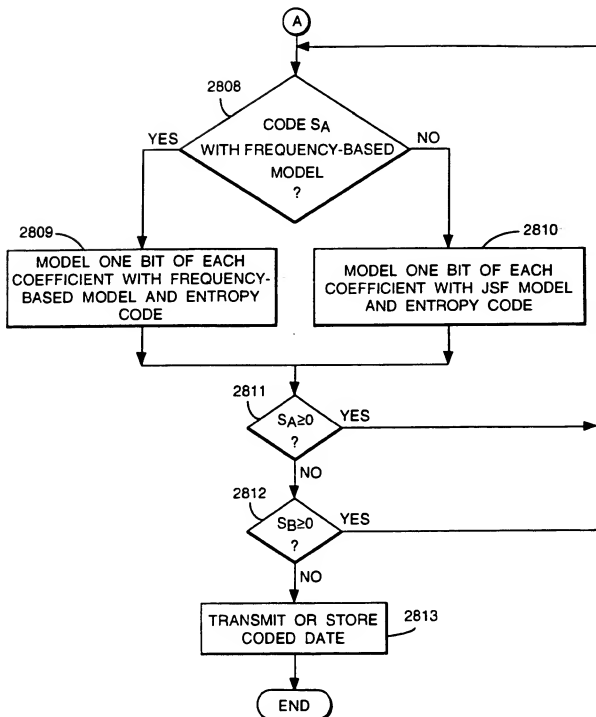 A
2808
CODE SA
WITH FREQUENCY-BASED
MODEL
?
YES
NO
2809
MODEL ONE BIT OF EACH
COEFFICIENT WITH FREQUENCY-
BASED MODEL AND ENTROPY
CODE
2810
MODEL ONE BIT OF EACH
COEFFICIENT WITH JSF MODEL
AND ENTROPY CODE
2811
SA≥0
?
YES
NO
2812
SB≥0
?
YES
NO
TRANSMIT OR STORE
CODED DATE
2813
END